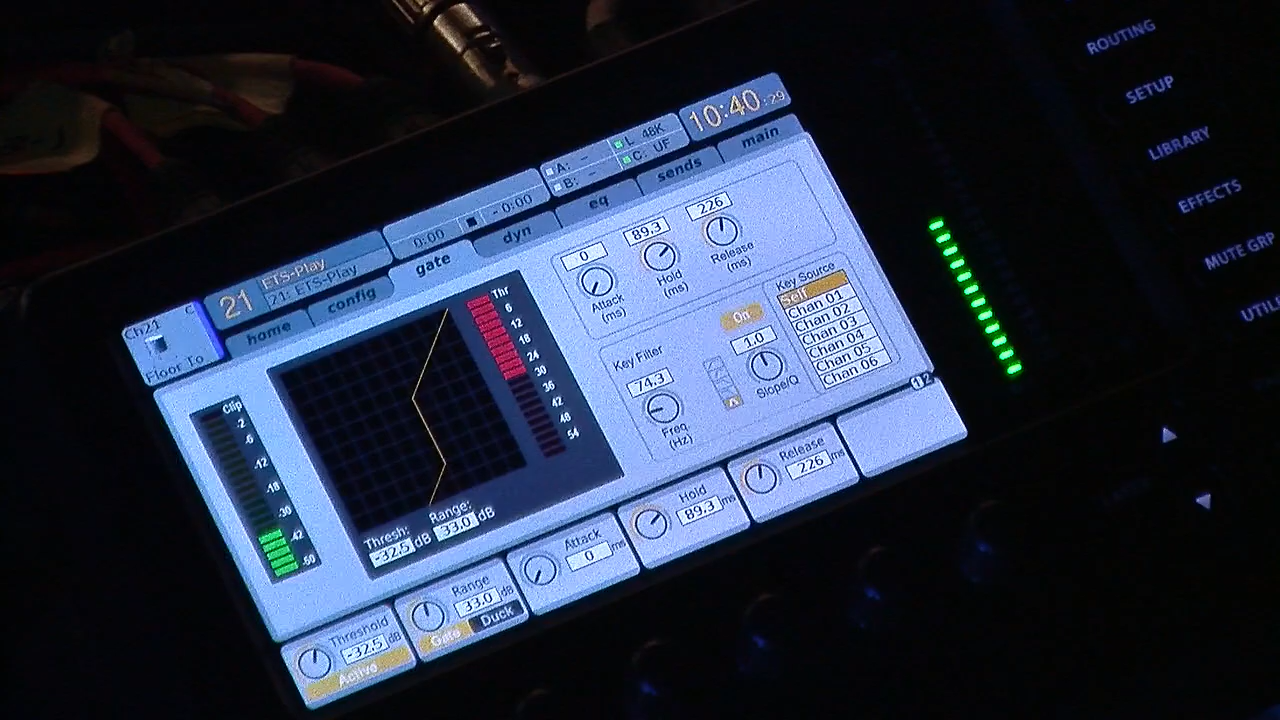 ROUTING
SETUP
LIBRARY
EFFECTS
MUTE GRP
UTIL
Ch21 C
Floor To
21 ETS-Play
21: ETS-Play
0:00 -0:00
A: - L 48K
B: - C: UF
10:40:29
home config gate dyn eq sends main
Clip
-2
-6
-12
-18
-30
-42
-60
Thr
6
12
18
24
30
36
42
48
54
Thresh: Range:
-32.5 dB 33.0 dB
0 89.3 226
Attack (ms) Hold (ms) Release (ms)
Key Filter
74.3
Freq (Hz)
On
1.0
Slope/Q
Key Source
Self
Chan 01
Chan 02
Chan 03
Chan 04
Chan 05
Chan 06
12
Threshold
-32.5 dB
Active
Range
33.0 dB
Gate Duck
Attack
0 ms
Hold
89.3 ms
Release
226 ms